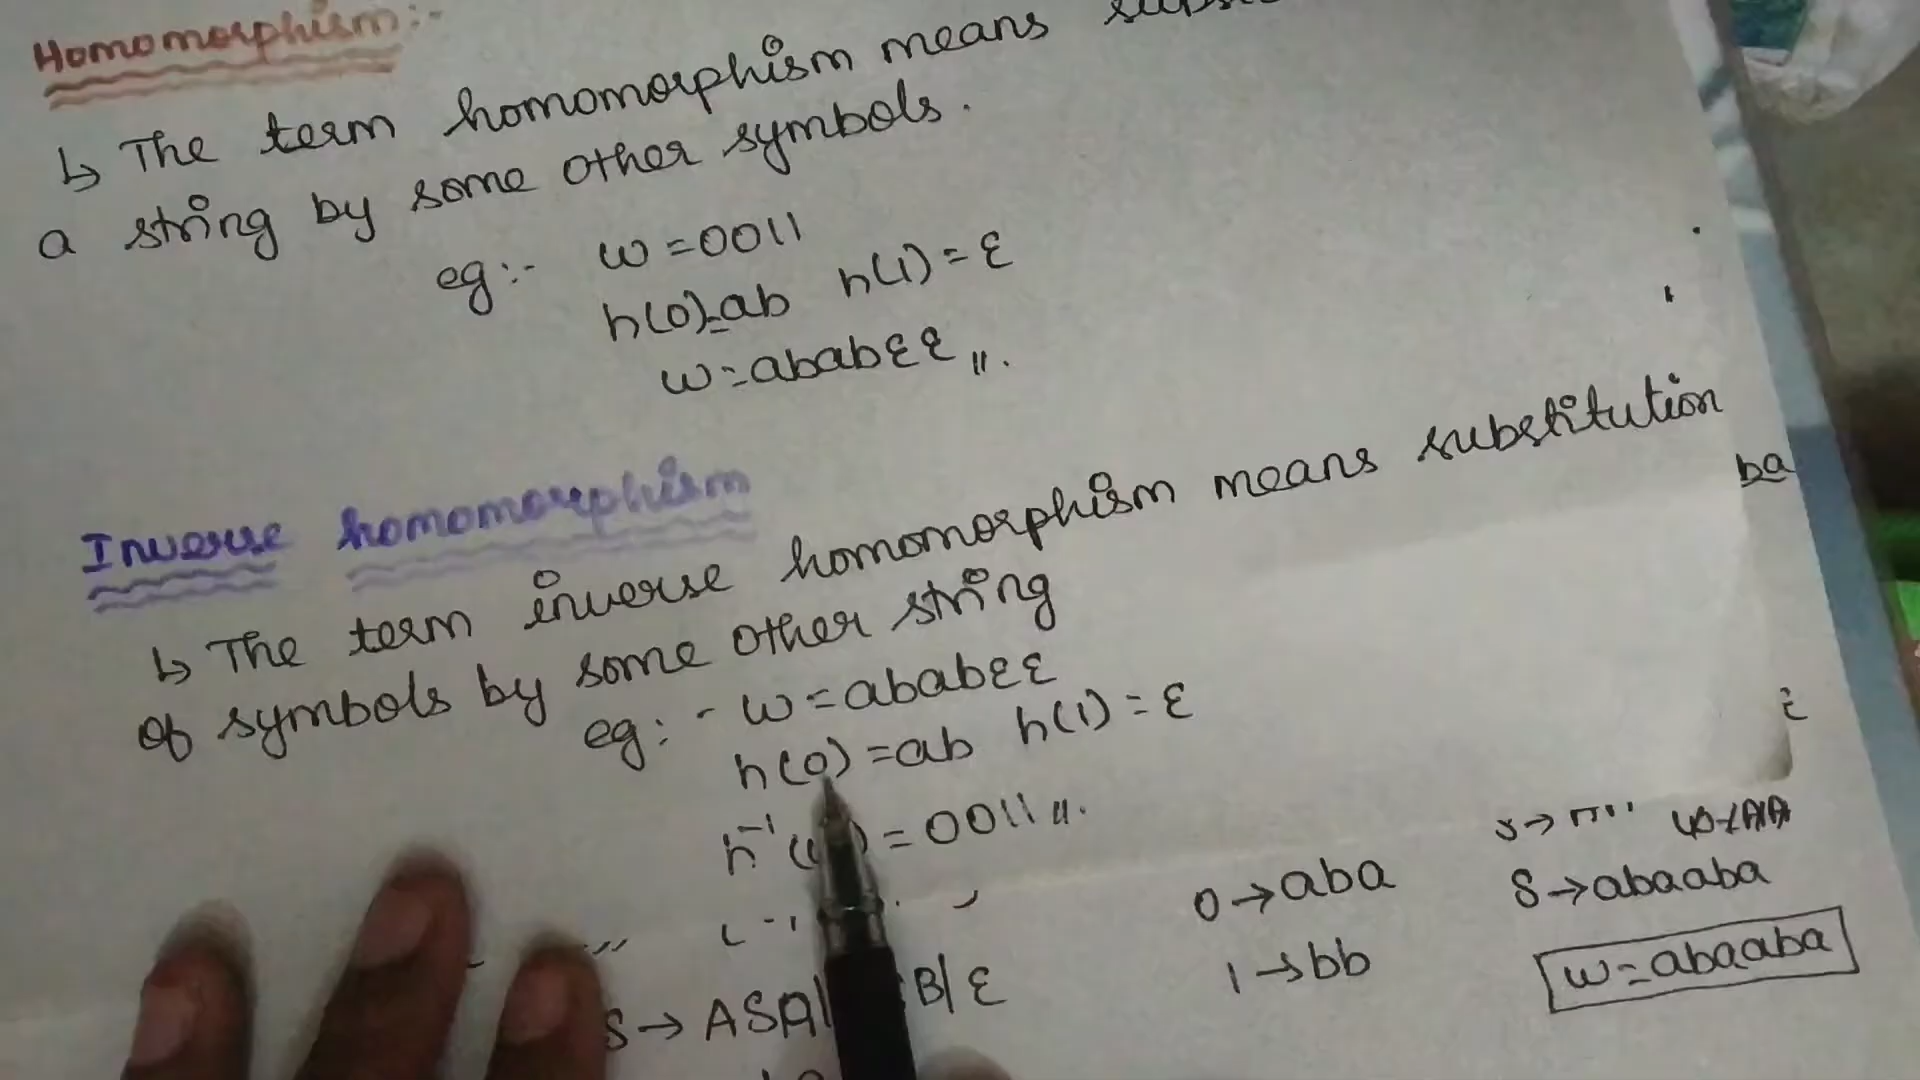 Homomorphism:-
↳ The term homomorphism means
a string by some other symbols.
eg:- w=0011
h(0)=ab h(1)=ε
w=ababεε ,,.
Inverse homomorphism
↳ The term inverse homomorphism means substitution
ba
of symbols by some other string
eg:- w=ababεε
h(0)=ab h(1)=ε
h⁻¹( )=0011 ,,.
0→aba S→abaaba
1→bb w=abaaba
S→ASA| B|ε